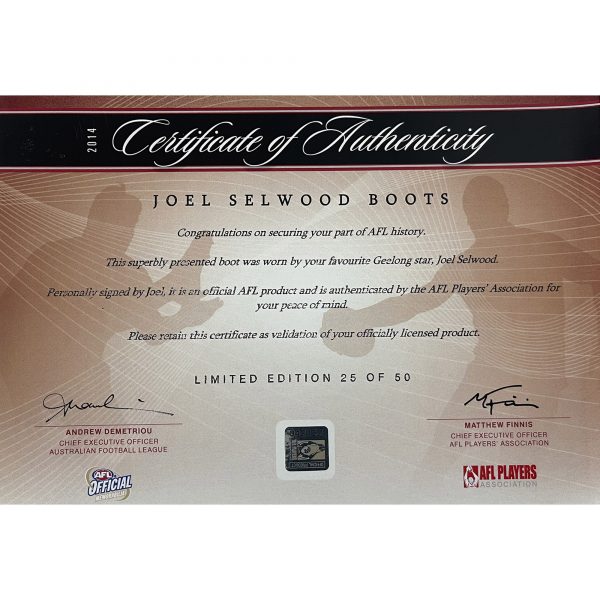 2014
Certificate of Authenticity
JOEL SELWOOD BOOTS
Congratulations on securing your part of AFL history.
This superbly presented boot was worn by your favourite Geelong star, Joel Selwood.
Personally signed by Joel, it is an official AFL product and is authenticated by the AFL Players' Association for
your peace of mind.
Please retain this certificate as validation of your officially licensed product.
LIMITED EDITION 25 OF 50
ANDREW DEMETRIOU
CHIEF EXECUTIVE OFFICER
AUSTRALIAN FOOTBALL LEAGUE
MATTHEW FINNIS
CHIEF EXECUTIVE OFFICER
AFL PLAYERS' ASSOCIATION
AFL
OFFICIAL
MEMORABILIA
AFL PLAYERS
ASSOCIATION